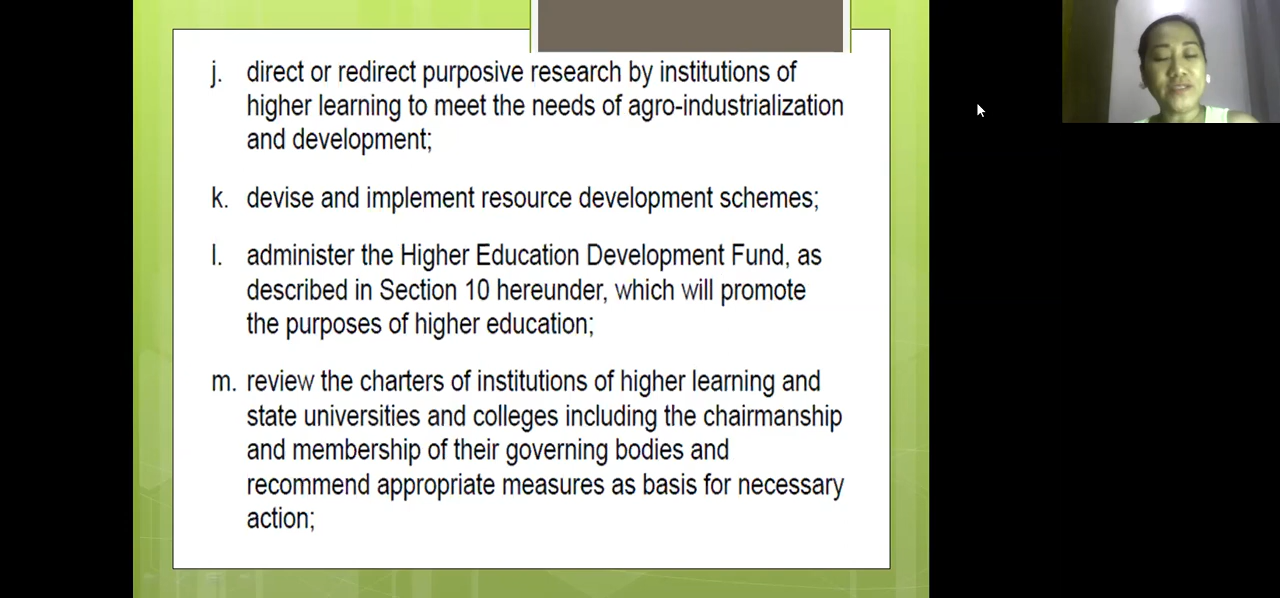 j. direct or redirect purposive research by institutions of
higher learning to meet the needs of agro-industrialization
and development;
k. devise and implement resource development schemes;
l. administer the Higher Education Development Fund, as
described in Section 10 hereunder, which will promote
the purposes of higher education;
m. review the charters of institutions of higher learning and
state universities and colleges including the chairmanship
and membership of their governing bodies and
recommend appropriate measures as basis for necessary
action;